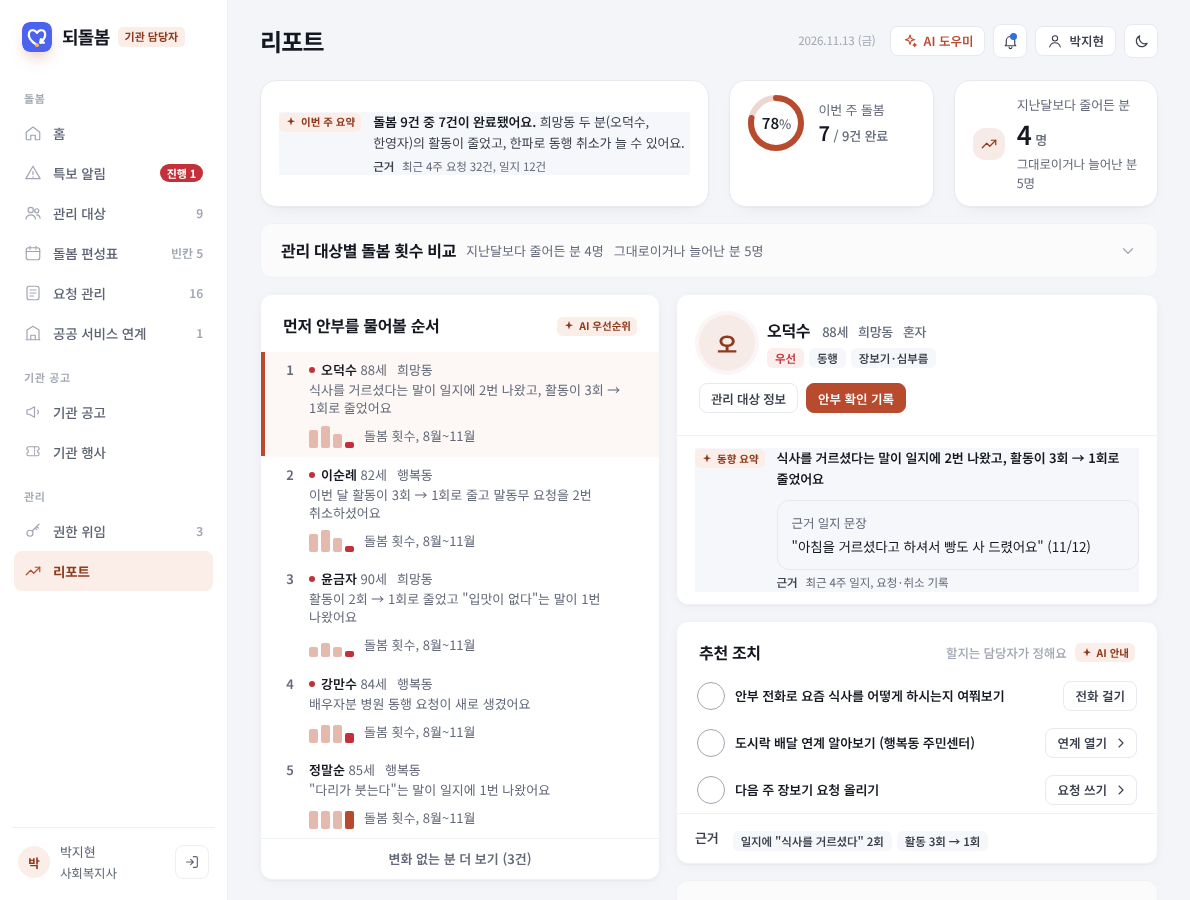 되돌봄 기관 담당자
돌봄
홈
특보 알림 진행 1
관리 대상 9
돌봄 편성표 빈칸 5
요청 관리 16
공공 서비스 연계 1
기관 공고
기관 공고
기관 행사
관리
권한 위임 3
리포트
박 박지현
사회복지사
리포트
2026.11.13 (금) AI 도우미 박지현
이번 주 요약 돌봄 9건 중 7건이 완료됐어요. 희망동 두 분(오덕수,
한영자)의 활동이 줄었고, 한파로 동행 취소가 늘 수 있어요.
근거 최근 4주 요청 32건, 일지 12건
78%
이번 주 돌봄
7 / 9건 완료
지난달보다 줄어든 분
4 명
그대로이거나 늘어난 분
5명
관리 대상별 돌봄 횟수 비교 지난달보다 줄어든 분 4명 그대로이거나 늘어난 분 5명
먼저 안부를 물어볼 순서 AI 우선순위
1 오덕수 88세 희망동
식사를 거르셨다는 말이 일지에 2번 나왔고, 활동이 3회 →
1회로 줄었어요
돌봄 횟수, 8월~11월
2 이순례 82세 행복동
이번 달 활동이 3회 → 1회로 줄고 말동무 요청을 2번
취소하셨어요
돌봄 횟수, 8월~11월
3 윤금자 90세 희망동
활동이 2회 → 1회로 줄었고 "입맛이 없다"는 말이 1번
나왔어요
돌봄 횟수, 8월~11월
4 강만수 84세 행복동
배우자분 병원 동행 요청이 새로 생겼어요
돌봄 횟수, 8월~11월
5 정말순 85세 행복동
"다리가 붓는다"는 말이 일지에 1번 나왔어요
돌봄 횟수, 8월~11월
변화 없는 분 더 보기 (3건)
오 오덕수 88세 희망동 혼자
우선 동행 장보기·심부름
관리 대상 정보 안부 확인 기록
동향 요약 식사를 거르셨다는 말이 일지에 2번 나왔고, 활동이 3회 → 1회로
줄었어요
근거 일지 문장
"아침을 거르셨다고 하셔서 빵도 사 드렸어요" (11/12)
근거 최근 4주 일지, 요청·취소 기록
추천 조치 할지는 담당자가 정해요 AI 안내
안부 전화로 요즘 식사를 어떻게 하시는지 여쭤보기 전화 걸기
도시락 배달 연계 알아보기 (행복동 주민센터) 연계 열기
다음 주 장보기 요청 올리기 요청 쓰기
근거 일지에 "식사를 거르셨다" 2회 활동 3회 → 1회